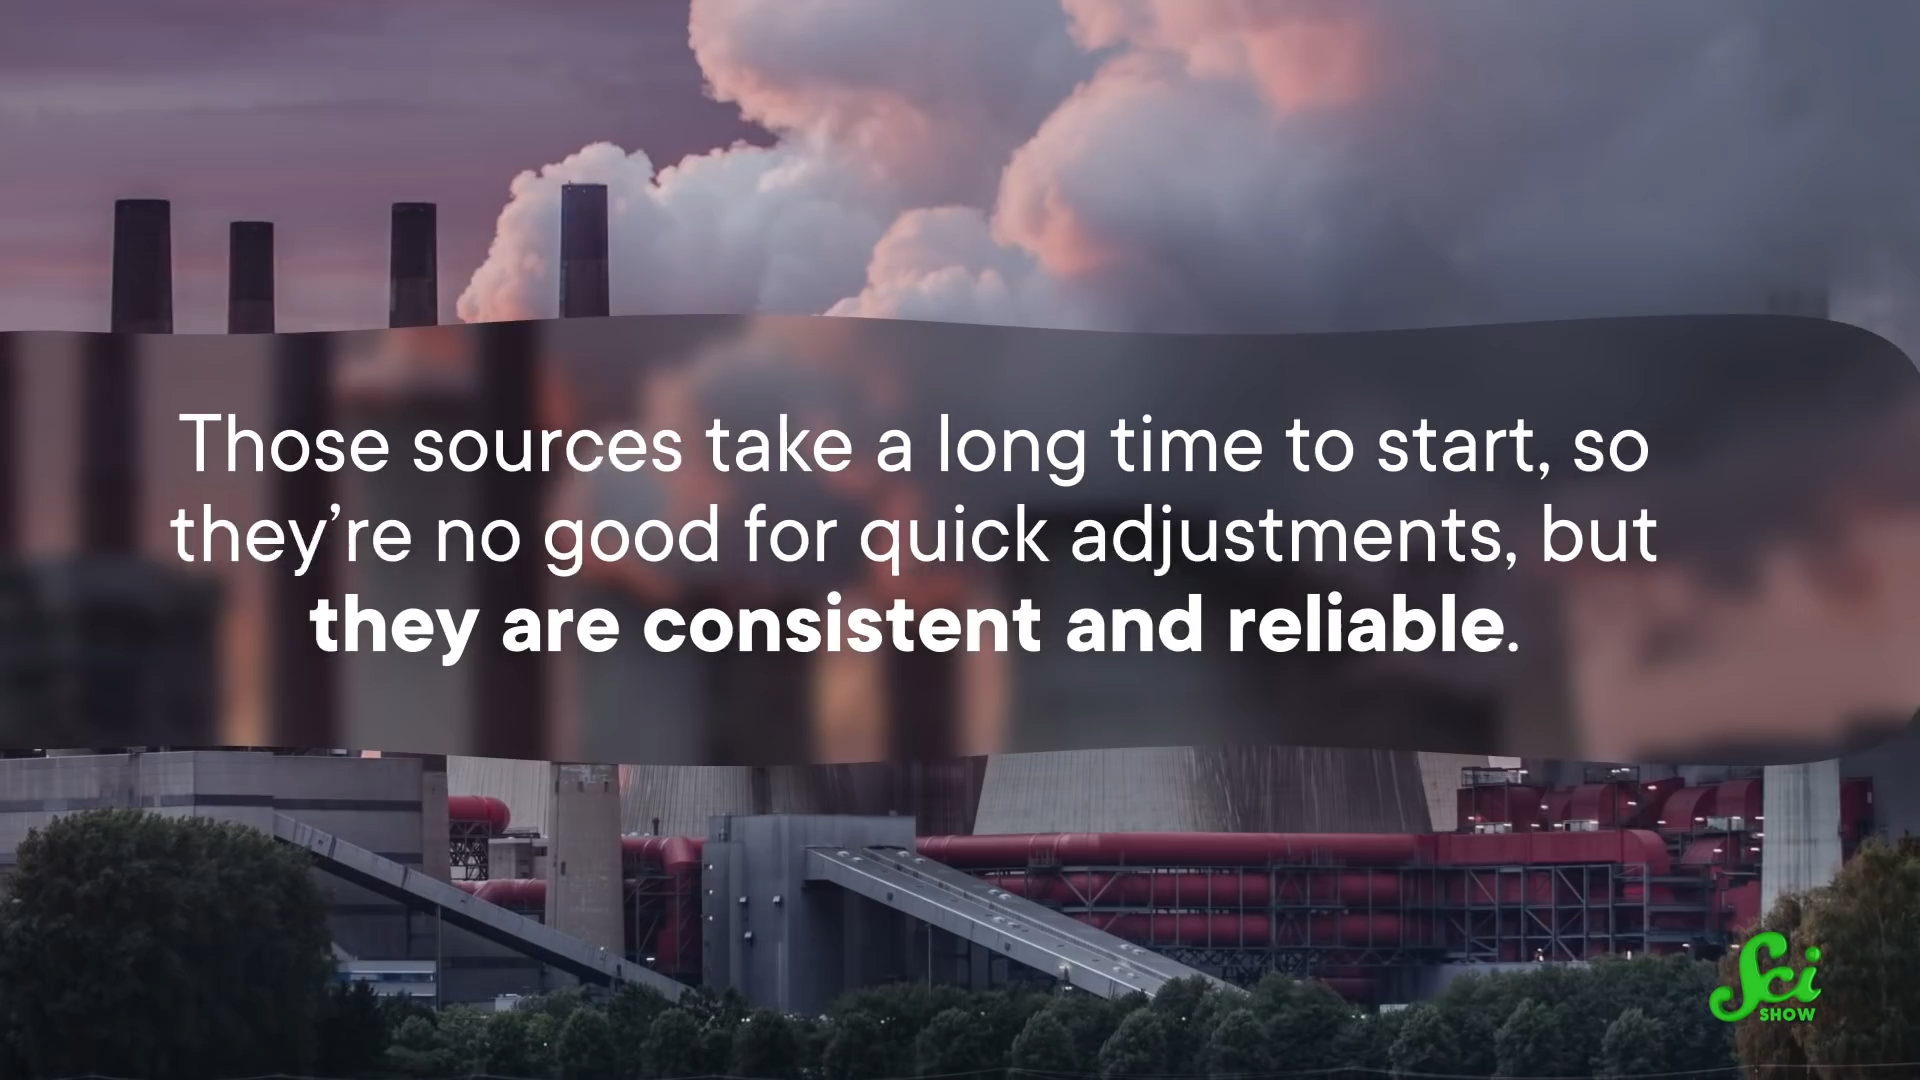 Those sources take a long time to start, so
they’re no good for quick adjustments, but
they are consistent and reliable.
Sci
SHOW